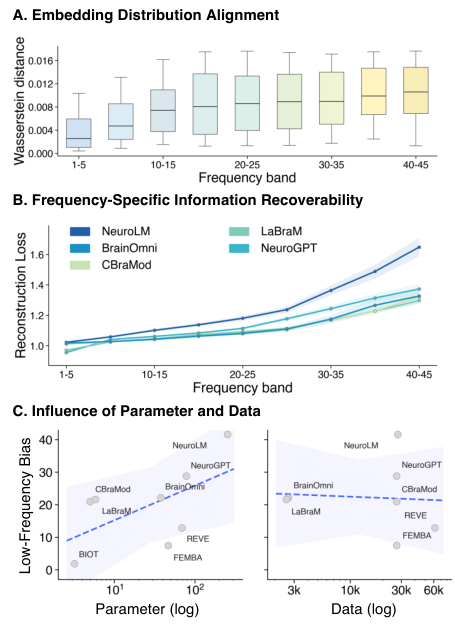 A. Embedding Distribution Alignment
Wasserstein distance
0.016
0.012
0.008
0.004
0.000
1-5
10-15
20-25
30-35
40-45
Frequency band
B. Frequency-Specific Information Recoverability
Reconstruction Loss
NeuroLM
BrainOmni
CBraMod
LaBraM
NeuroGPT
1.6
1.4
1.2
1.0
1-5
10-15
20-25
30-35
40-45
Frequency band
C. Influence of Parameter and Data
Low-Frequency Bias
40
30
20
10
0
NeuroLM
NeuroGPT
CBraMod
BrainOmni
LaBraM
REVE
BIOT
FEMBA
10¹
10²
Parameter (log)
NeuroLM
NeuroGPT
BrainOmni
CBraMod
LaBraM
REVE
FEMBA
3k
10k
30k
60k
Data (log)